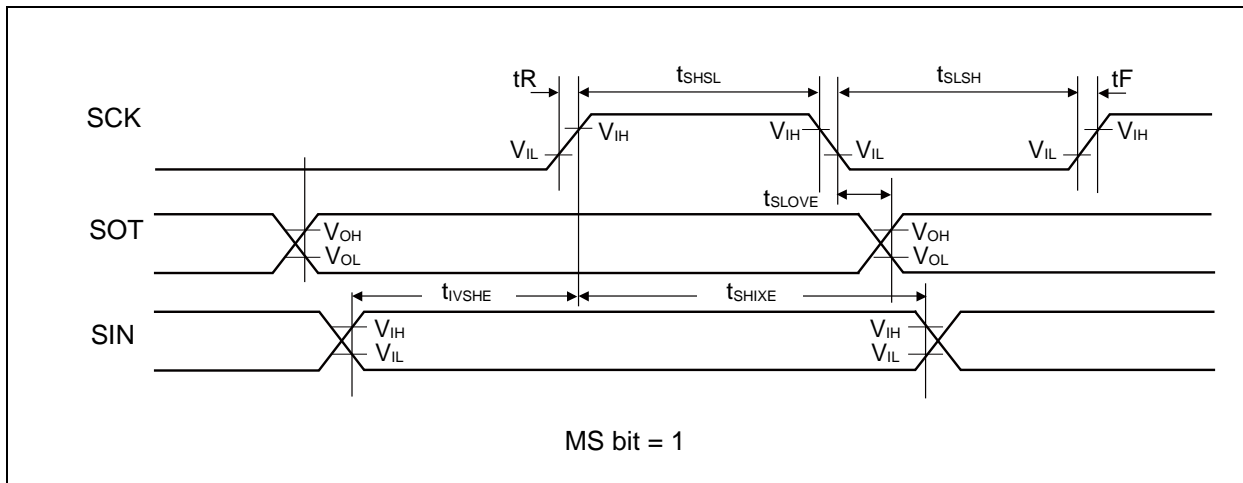 tR tSHSL tSLSH tF
SCK VIH VIH VIH
VIL VIL VIL
tSLOVE
SOT VOH VOH
VOL VOL
tIVSHE tSHIXE
SIN VIH VIH
VIL VIL
MS bit = 1